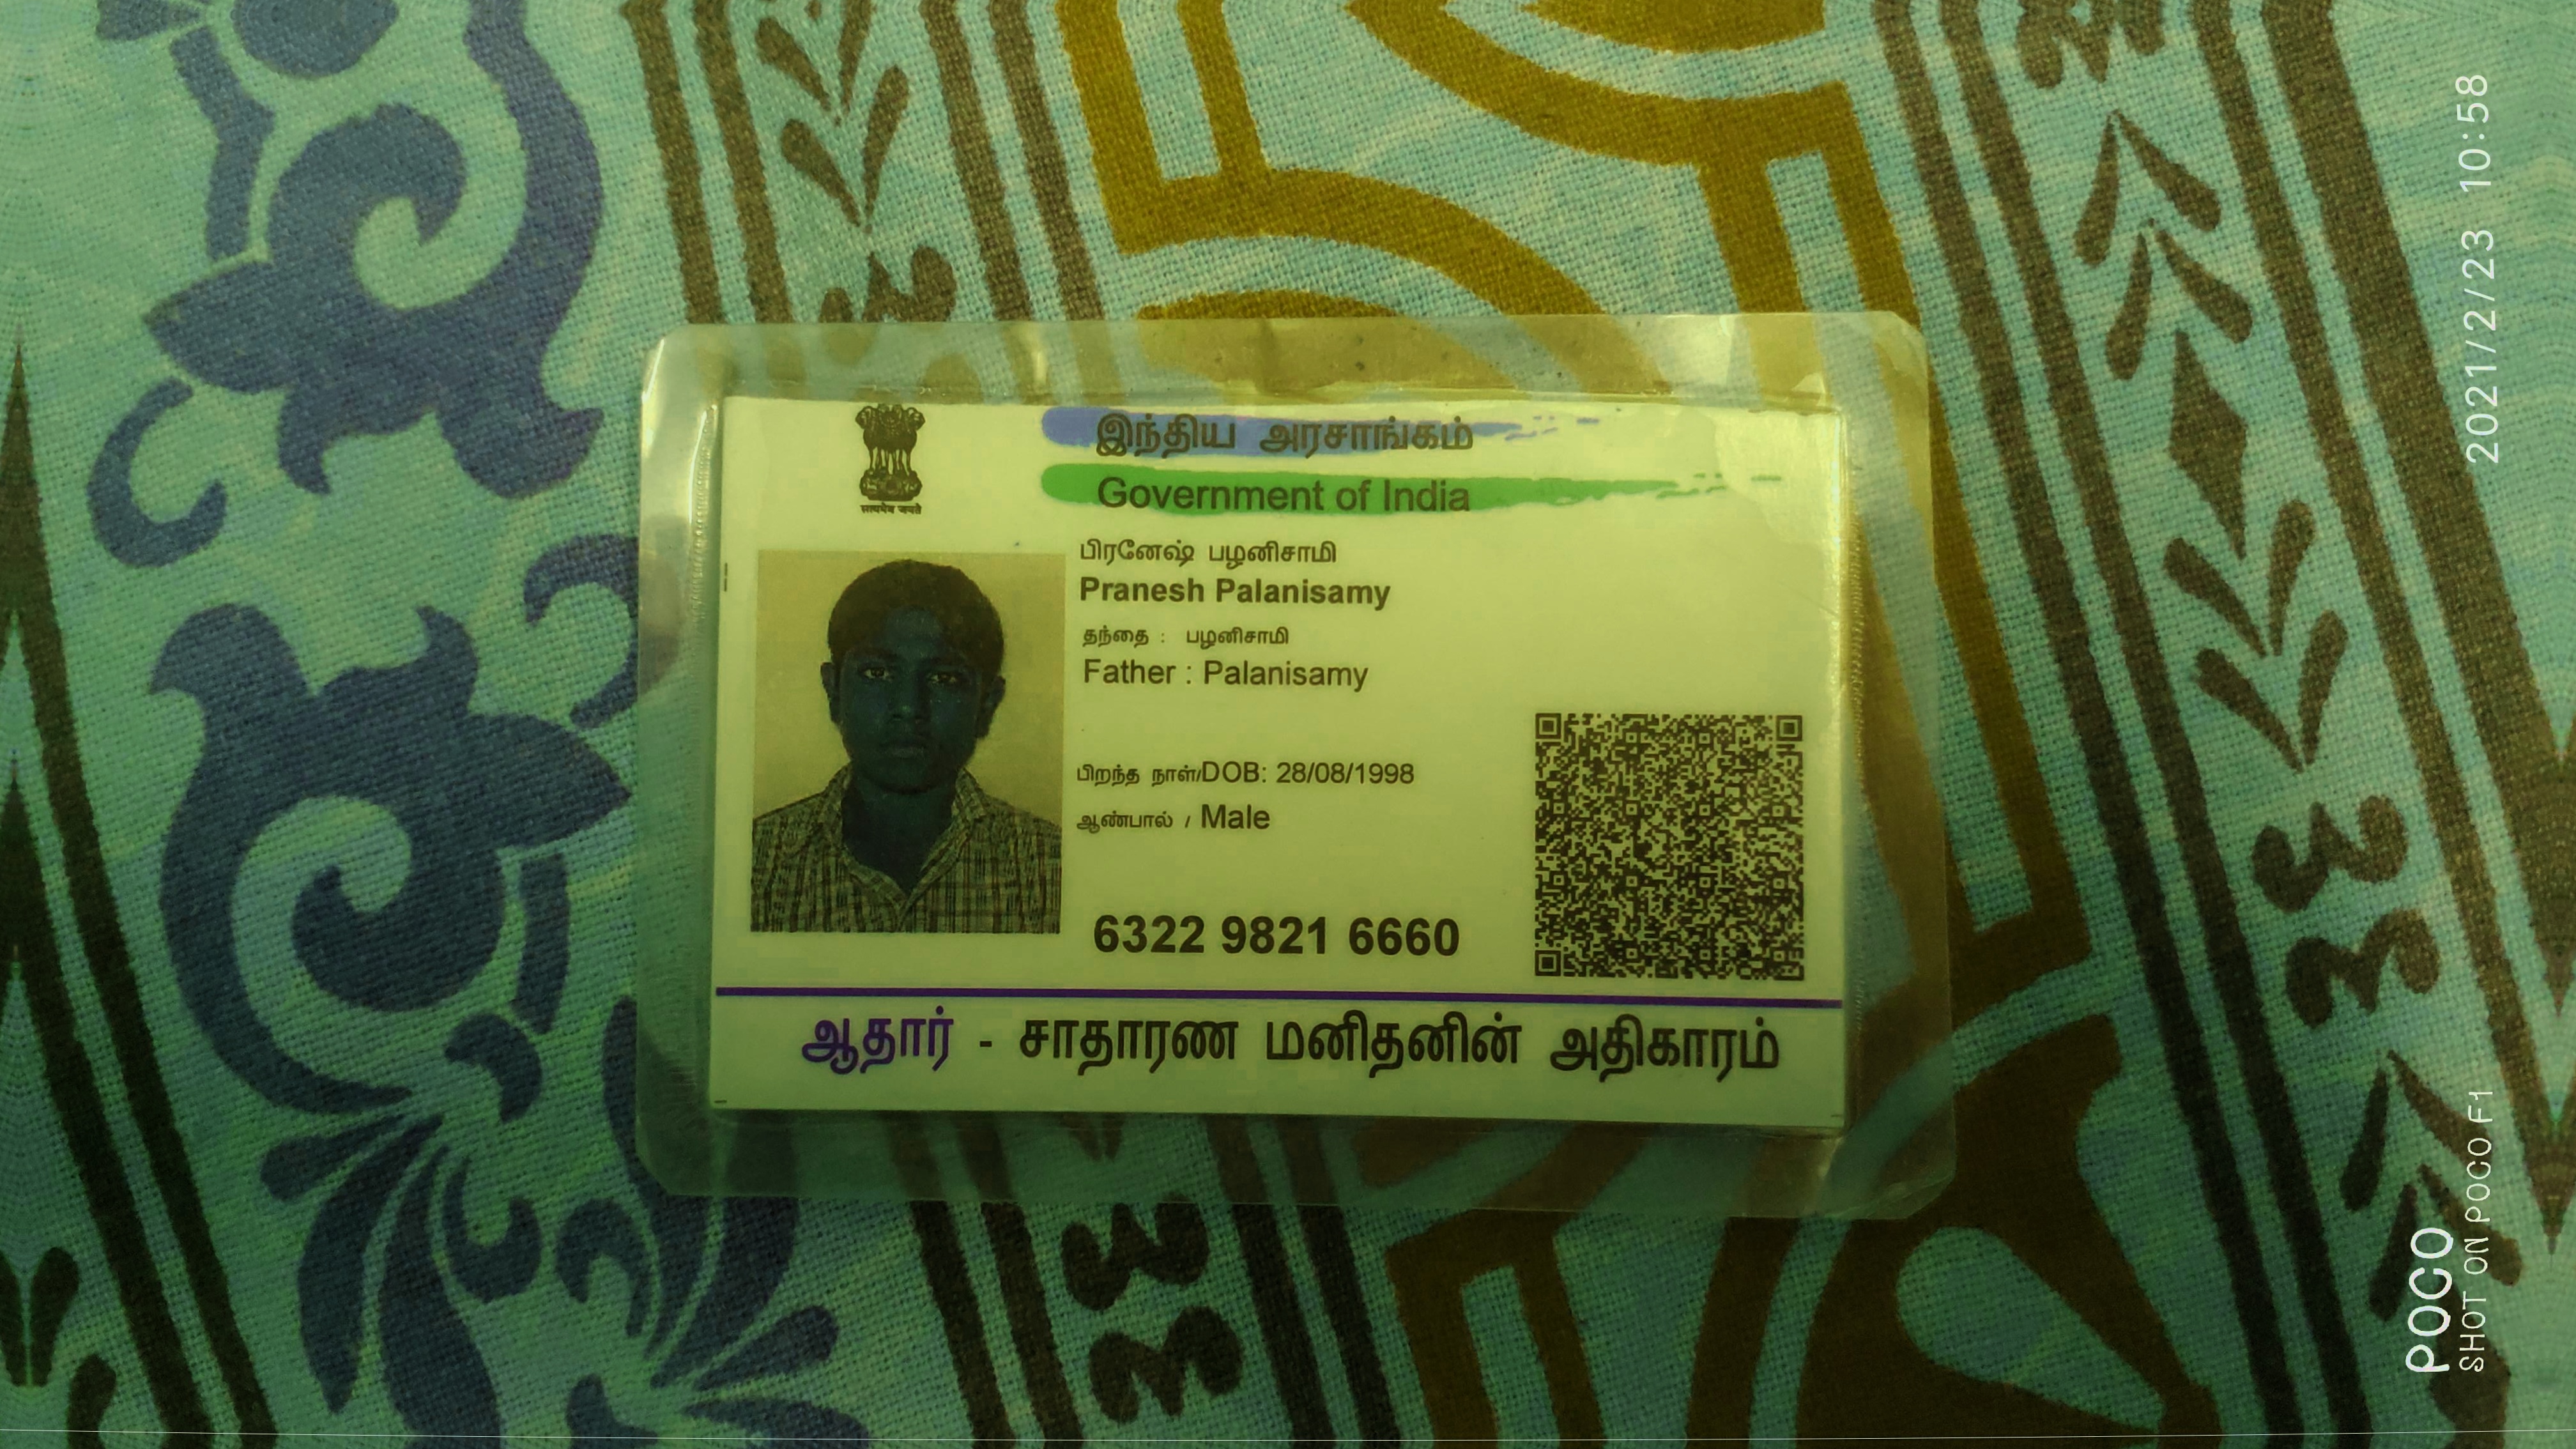 இந்திய அரசாங்கம்
Government of India
सत्यमेव जयते
பிரனேஷ் பழனிசாமி
Pranesh Palanisamy
தந்தை : பழனிசாமி
Father : Palanisamy
பிறந்த நாள்/DOB: 28/08/1998
ஆண்பால் / Male
6322 9821 6660
ஆதார் - சாதாரண மனிதனின் அதிகாரம்
2021/2/23 10:58
POCO
SHOT ON POCO F1